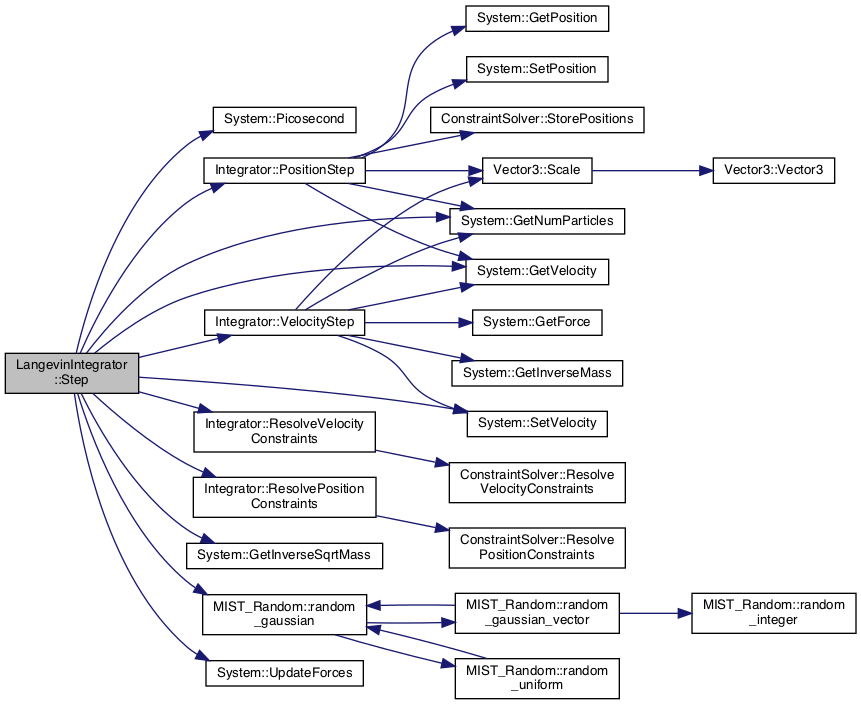 System::GetPosition
System::SetPosition
System::Picosecond
ConstraintSolver::StorePositions
Integrator::PositionStep
Vector3::Scale
Vector3::Vector3
System::GetNumParticles
System::GetVelocity
Integrator::VelocityStep
System::GetForce
LangevinIntegrator
::Step
System::GetInverseMass
System::SetVelocity
Integrator::ResolveVelocity
Constraints
ConstraintSolver::Resolve
VelocityConstraints
Integrator::ResolvePosition
Constraints
ConstraintSolver::Resolve
PositionConstraints
System::GetInverseSqrtMass
MIST_Random::random
_gaussian
MIST_Random::random
_gaussian_vector
MIST_Random::random
_integer
System::UpdateForces
MIST_Random::random
_uniform